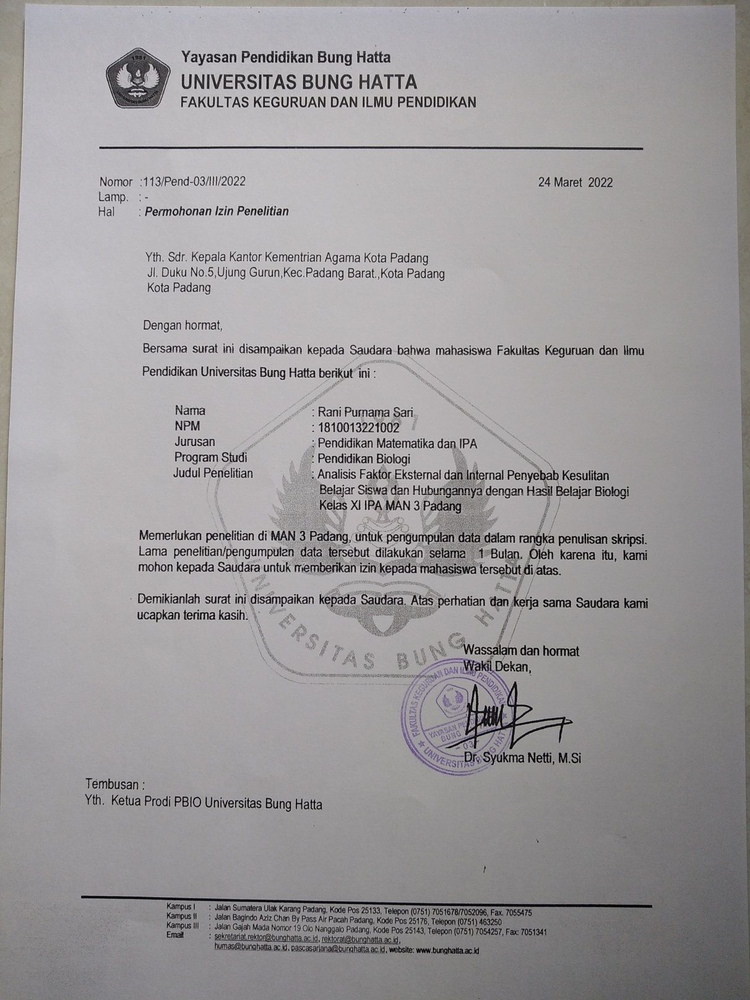 1981
UNIVERSITAS BUNG HATTA
Yayasan Pendidikan Bung Hatta
UNIVERSITAS BUNG HATTA
FAKULTAS KEGURUAN DAN ILMU PENDIDIKAN
Nomor :113/Pend-03/III/2022 24 Maret 2022
Lamp. : -
Hal : Permohonan Izin Penelitian
Yth. Sdr. Kepala Kantor Kementrian Agama Kota Padang
Jl. Duku No.5,Ujung Gurun,Kec.Padang Barat.,Kota Padang
Kota Padang
Dengan hormat,
Bersama surat ini disampaikan kepada Saudara bahwa mahasiswa Fakultas Keguruan dan Ilmu
Pendidikan Universitas Bung Hatta berikut ini :
Nama : Rani Purnama Sari
NPM : 1810013221002
Jurusan : Pendidikan Matematika dan IPA
Program Studi : Pendidikan Biologi
Judul Penelitian : Analisis Faktor Eksternal dan Internal Penyebab Kesulitan
Belajar Siswa dan Hubungannya dengan Hasil Belajar Biologi
Kelas XI IPA MAN 3 Padang
Memerlukan penelitian di MAN 3 Padang, untuk pengumpulan data dalam rangka penulisan skripsi.
Lama penelitian/pengumpulan data tersebut dilakukan selama 1 Bulan. Oleh karena itu, kami
mohon kepada Saudara untuk memberikan izin kepada mahasiswa tersebut di atas.
Demikianlah surat ini disampaikan kepada Saudara. Atas perhatian dan kerja sama Saudara kami
ucapkan terima kasih.
1981
UNIVERSITAS BUNG HATTA
Wassalam dan hormat
Wakil Dekan,
FAKULTAS KEGURUAN DAN ILMU PENDIDIKAN
YAYASAN PENDIDIKAN
BUNG
- 03 -
UNIVERSITAS BUNG HATTA
Dr. Syukma Netti, M.Si
Tembusan :
Yth. Ketua Prodi PBIO Universitas Bung Hatta
Kampus I : Jalan Sumatera Ulak Karang Padang, Kode Pos 25133, Telepon (0751) 7051678/7052096, Fax. 7055475
Kampus II : Jalan Bagindo Aziz Chan By Pass Air Pacah Padang, Kode Pos 25176, Telepon (0751) 463250
Kampus III : Jalan Gajah Mada Nomor 19 Olo Nanggalo Padang, Kode Pos 25143, Telepon (0751) 7054257, Fax: 7051341
Email : sekretariat.rektor@bunghatta.ac.id, rektorat@bunghatta.ac.id,
humas@bunghatta.ac.id, pascasarjana@bunghatta.ac.id, website: www.bunghatta.ac.id